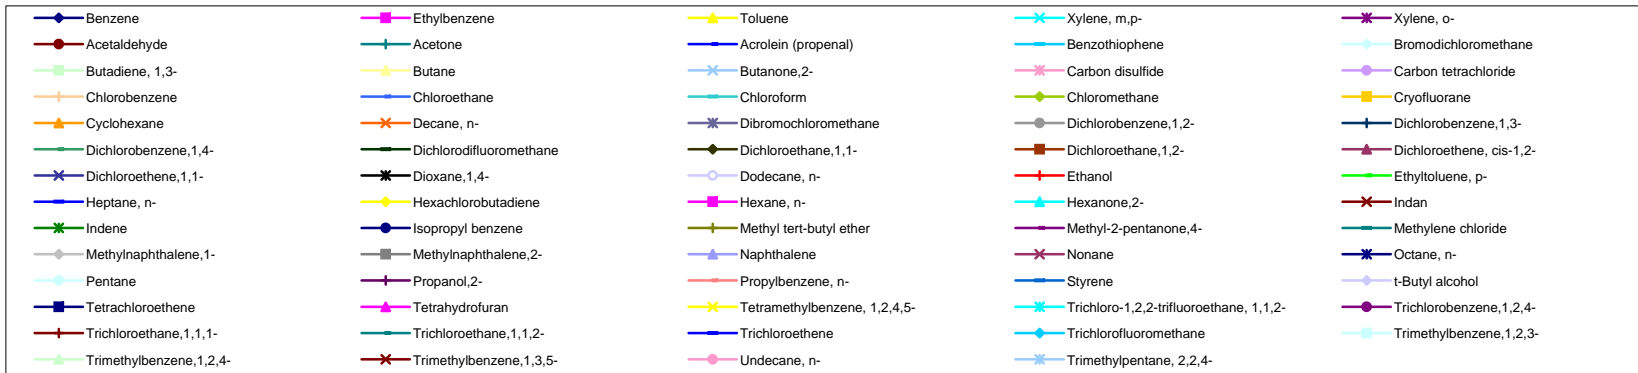 Benzene Ethylbenzene Toluene Xylene, m,p- Xylene, o-
Acetaldehyde Acetone Acrolein (propenal) Benzothiophene Bromodichloromethane
Butadiene, 1,3- Butane Butanone,2- Carbon disulfide Carbon tetrachloride
Chlorobenzene Chloroethane Chloroform Chloromethane Cryofluorane
Cyclohexane Decane, n- Dibromochloromethane Dichlorobenzene,1,2- Dichlorobenzene,1,3-
Dichlorobenzene,1,4- Dichlorodifluoromethane Dichloroethane,1,1- Dichloroethane,1,2- Dichloroethene, cis-1,2-
Dichloroethene,1,1- Dioxane,1,4- Dodecane, n- Ethanol Ethyltoluene, p-
Heptane, n- Hexachlorobutadiene Hexane, n- Hexanone,2- Indan
Indene Isopropyl benzene Methyl tert-butyl ether Methyl-2-pentanone,4- Methylene chloride
Methylnaphthalene,1- Methylnaphthalene,2- Naphthalene Nonane Octane, n-
Pentane Propanol,2- Propylbenzene, n- Styrene t-Butyl alcohol
Tetrachloroethene Tetrahydrofuran Tetramethylbenzene, 1,2,4,5- Trichloro-1,2,2-trifluoroethane, 1,1,2- Trichlorobenzene,1,2,4-
Trichloroethane,1,1,1- Trichloroethane,1,1,2- Trichloroethene Trichlorofluoromethane Trimethylbenzene,1,2,3-
Trimethylbenzene,1,2,4- Trimethylbenzene,1,3,5- Undecane, n- Trimethylpentane, 2,2,4-